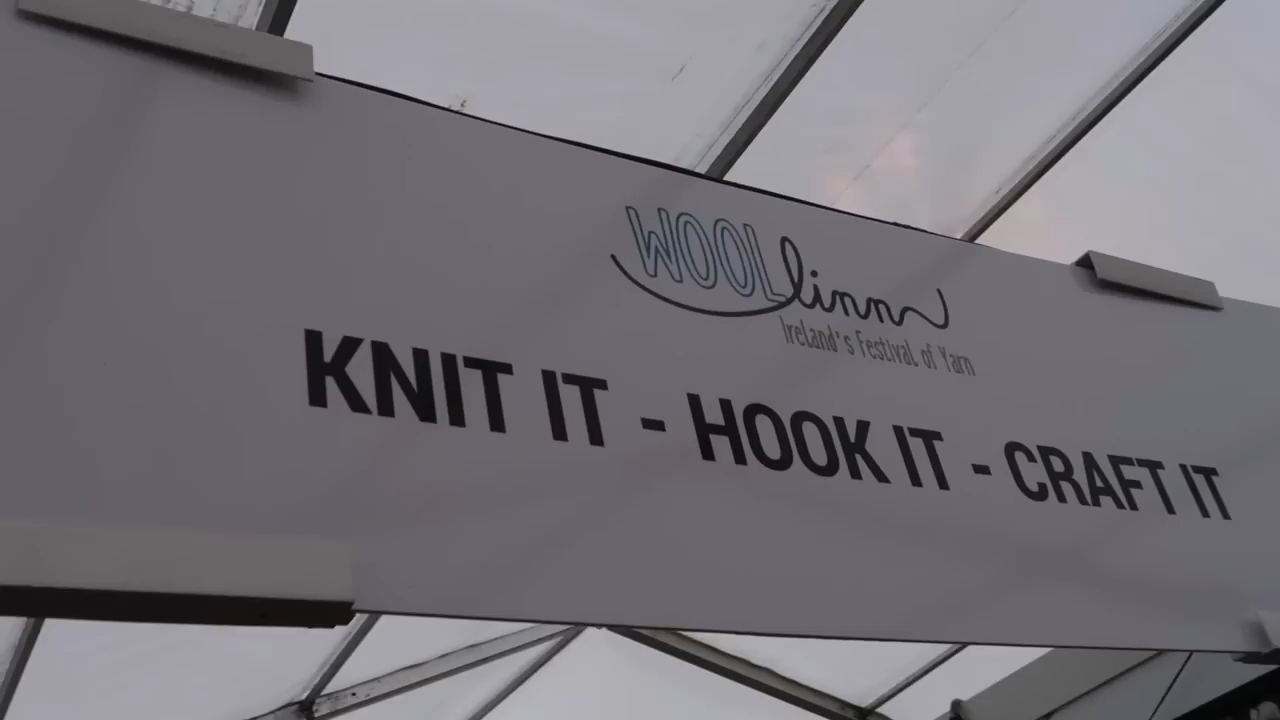 WOOLlinn
Ireland's Festival of Yarn
KNIT IT - HOOK IT - CRAFT IT